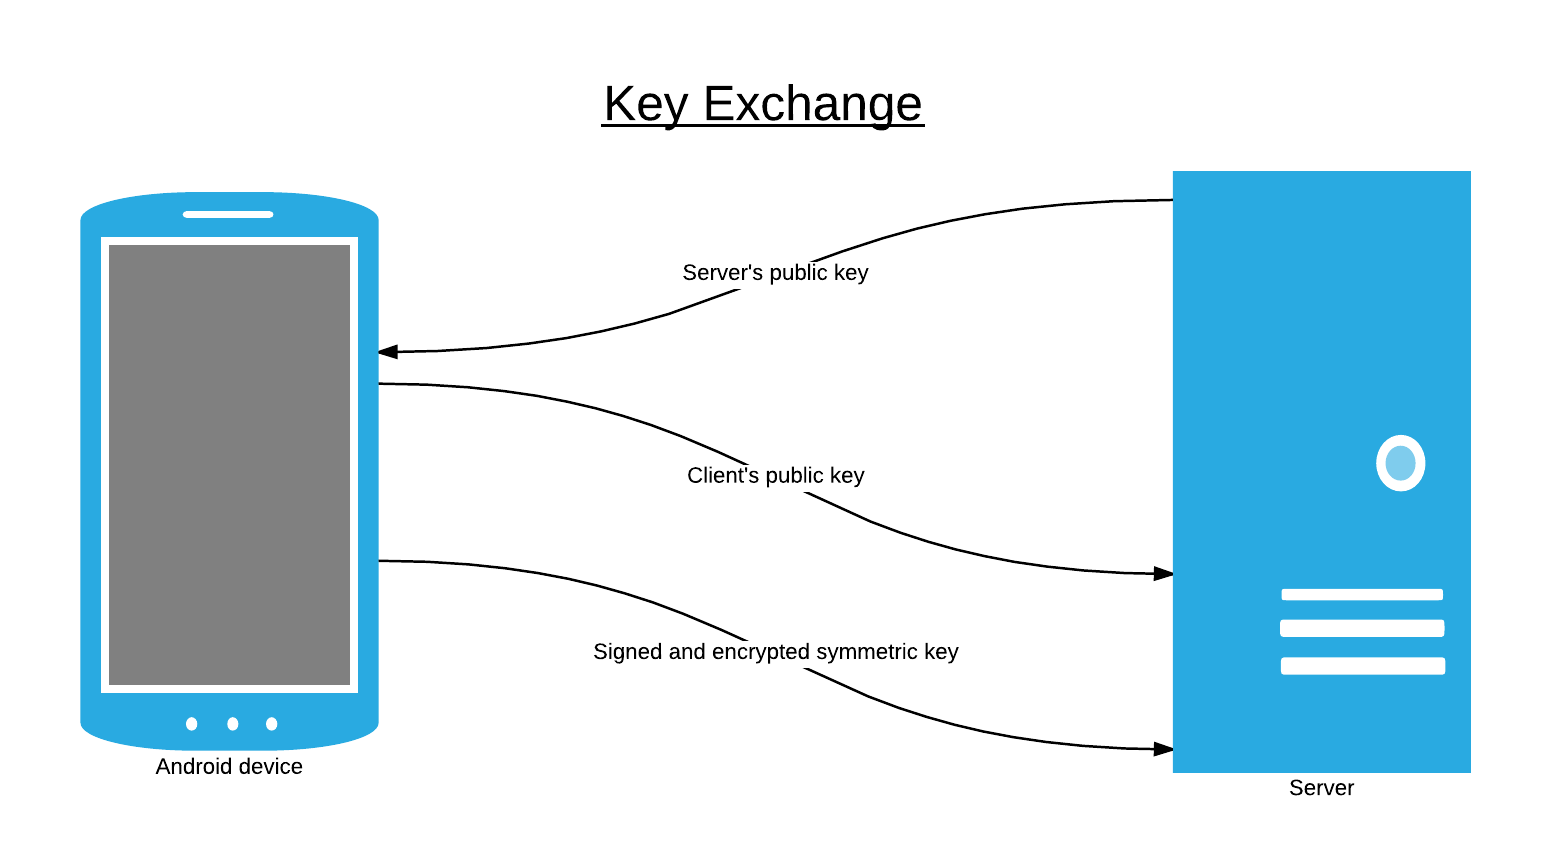 Key Exchange
Server's public key
Client's public key
Signed and encrypted symmetric key
Android device
Server